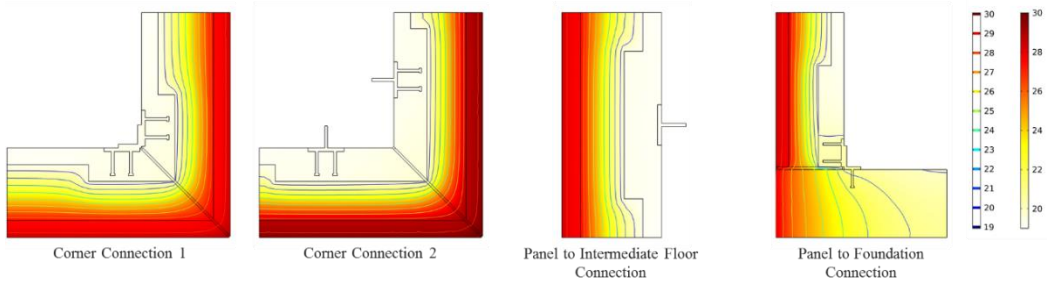 30
29
28
26
25
24
23
22
21
20
19
30
28
26
24
22
20
Corner Connection 1
Corner Connection 2
Panel to Intermediate Floor
Connection
Panel to Foundation
Connection